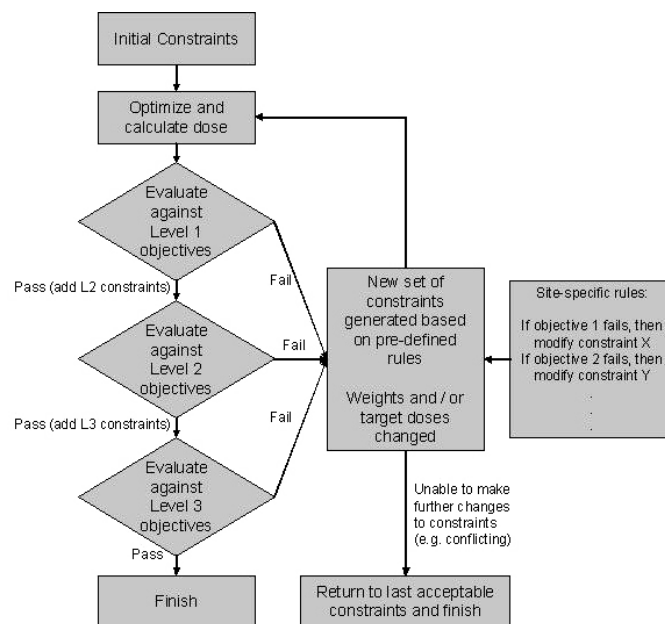 Initial Constraints
Optimize and
calculate dose
Evaluate
against
Level 1
objectives
Fail
Pass (add L2 constraints)
Evaluate
against
Level 2
objectives
Fail
Pass (add L3 constraints)
Evaluate
against
Level 3
objectives
Fail
Pass
Finish
New set of
constraints
generated based
on pre-defined
rules
Weights and / or
target doses
changed
Site-specific rules:
If objective 1 fails, then
modify constraint X
If objective 2 fails, then
modify constraint Y
.
.
.
Unable to make
further changes
to constraints
(e.g. conflicting)
Return to last acceptable
constraints and finish